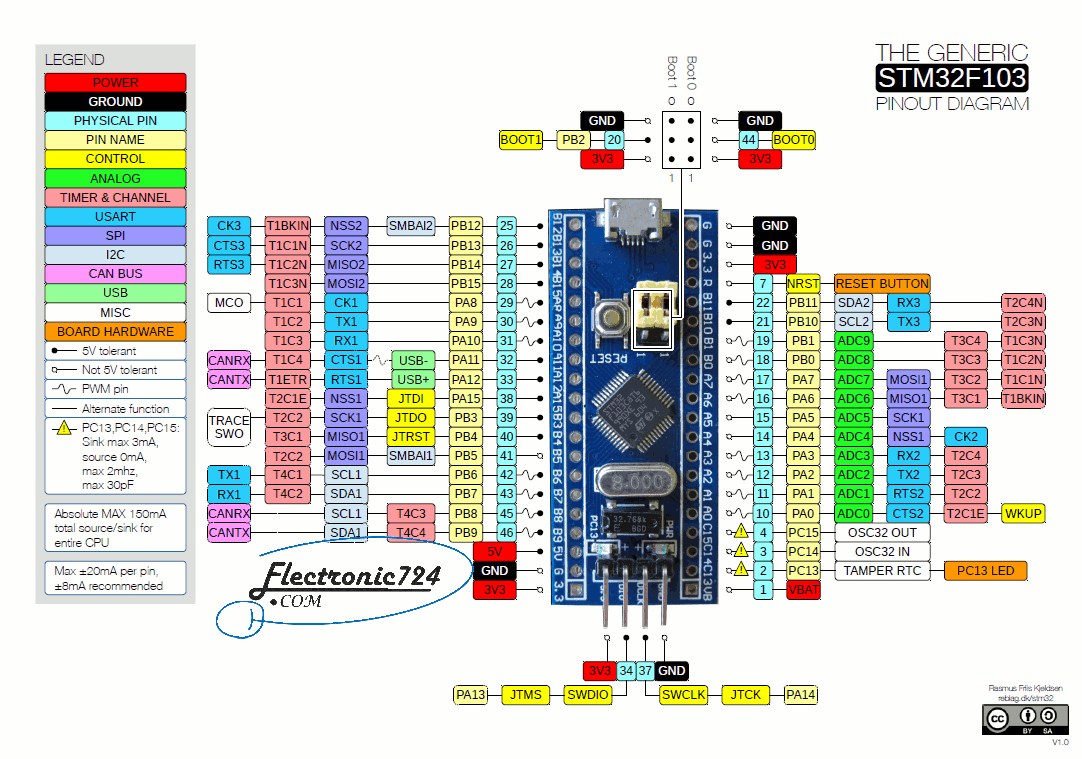 THE GENERIC
STM32F103
PINOUT DIAGRAM
LEGEND
POWER
GROUND
PHYSICAL PIN
PIN NAME
CONTROL
ANALOG
TIMER & CHANNEL
USART
SPI
I2C
CAN BUS
USB
MISC
BOARD HARDWARE
5V tolerant
Not 5V tolerant
PWM pin
Alternate function
PC13,PC14,PC15:
Sink max 3mA,
source 0mA,
max 2mhz,
max 30pF
Absolute MAX 150mA
total source/sink for
entire CPU
Max ±20mA per pin,
±8mA recommended
Boot1 Boot0
GND GND
BOOT1 PB2 20 44 BOOT0
3V3 3V3
1 1
CK3 T1BKIN NSS2 SMBAI2 PB12 25
CTS3 T1C1N SCK2 PB13 26
RTS3 T1C2N MISO2 PB14 27
T1C3N MOSI2 PB15 28
MCO T1C1 CK1 PA8 29
T1C2 TX1 PA9 30
T1C3 RX1 PA10 31
CANRX T1C4 CTS1 USB- PA11 32
CANTX T1ETR RTS1 USB+ PA12 33
T2C1E NSS1 JTDI PA15 38
TRACE
SWO
T2C2 SCK1 JTDO PB3 39
T3C1 MISO1 JTRST PB4 40
T2C2 MOSI1 SMBAI1 PB5 41
TX1 T4C1 SCL1 PB6 42
RX1 T4C2 SDA1 PB7 43
CANRX SCL1 T4C3 PB8 45
CANTX SDA1 T4C4 PB9 46
5V
GND
3V3
Electronic724
.COM
B12 B13 B14 B15 A8 A9 A10 A11 A12 A15 B3 B4 B5 B6 B7 B8 B9 5V G 3.3
RESET
8.000
32.768k
PC13
PWR
G G 3.3 R B11 B10 B1 B0 A7 A6 A5 A4 A3 A2 A1 A0 C15 C14 C13 VB
GND
GND
3V3
7 NRST RESET BUTTON
22 PB11 SDA2 RX3 T2C4N
21 PB10 SCL2 TX3 T2C3N
19 PB1 ADC9 T3C4 T1C3N
18 PB0 ADC8 T3C3 T1C2N
17 PA7 ADC7 MOSI1 T3C2 T1C1N
16 PA6 ADC6 MISO1 T3C1 T1BKIN
15 PA5 ADC5 SCK1
14 PA4 ADC4 NSS1 CK2
13 PA3 ADC3 RX2 T2C4
12 PA2 ADC2 TX2 T2C3
11 PA1 ADC1 RTS2 T2C2
10 PA0 ADC0 CTS2 T2C1E WKUP
4 PC15 OSC32 OUT
3 PC14 OSC32 IN
2 PC13 TAMPER RTC PC13 LED
1 VBAT
3V3 34 37 GND
PA13 JTMS SWDIO SWCLK JTCK PA14
Rasmus Friis Kjeldsen
reblag.dk/stm32
CC BY SA
V1.0